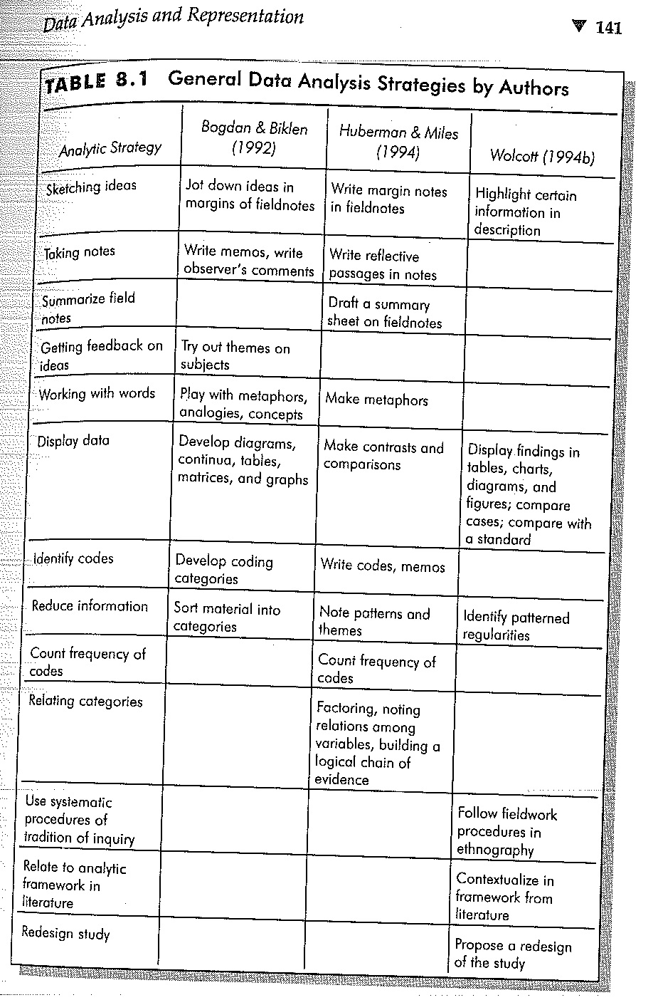 Data Analysis and Representation
▼ 141
TABLE 8.1 General Data Analysis Strategies by Authors
Analytic Strategy
Bogdan & Biklen
(1992)
Huberman & Miles
(1994)
Wolcott (1994b)
Sketching ideas
Jot down ideas in
margins of fieldnotes
Write margin notes
in fieldnotes
Highlight certain
information in
description
Taking notes
Write memos, write
observer's comments
Write reflective
passages in notes
Summarize field
notes
Draft a summary
sheet on fieldnotes
Getting feedback on
ideas
Try out themes on
subjects
Working with words
Play with metaphors,
analogies, concepts
Make metaphors
Display data
Develop diagrams,
continua, tables,
matrices, and graphs
Make contrasts and
comparisons
Display findings in
tables, charts,
diagrams, and
figures; compare
cases; compare with
a standard
Identify codes
Develop coding
categories
Write codes, memos
Reduce information
Sort material into
categories
Note patterns and
themes
Identify patterned
regularities
Count frequency of
codes
Count frequency of
codes
Relating categories
Factoring, noting
relations among
variables, building a
logical chain of
evidence
Use systematic
procedures of
tradition of inquiry
Follow fieldwork
procedures in
ethnography
Relate to analytic
framework in
literature
Contextualize in
framework from
literature
Redesign study
Propose a redesign
of the study